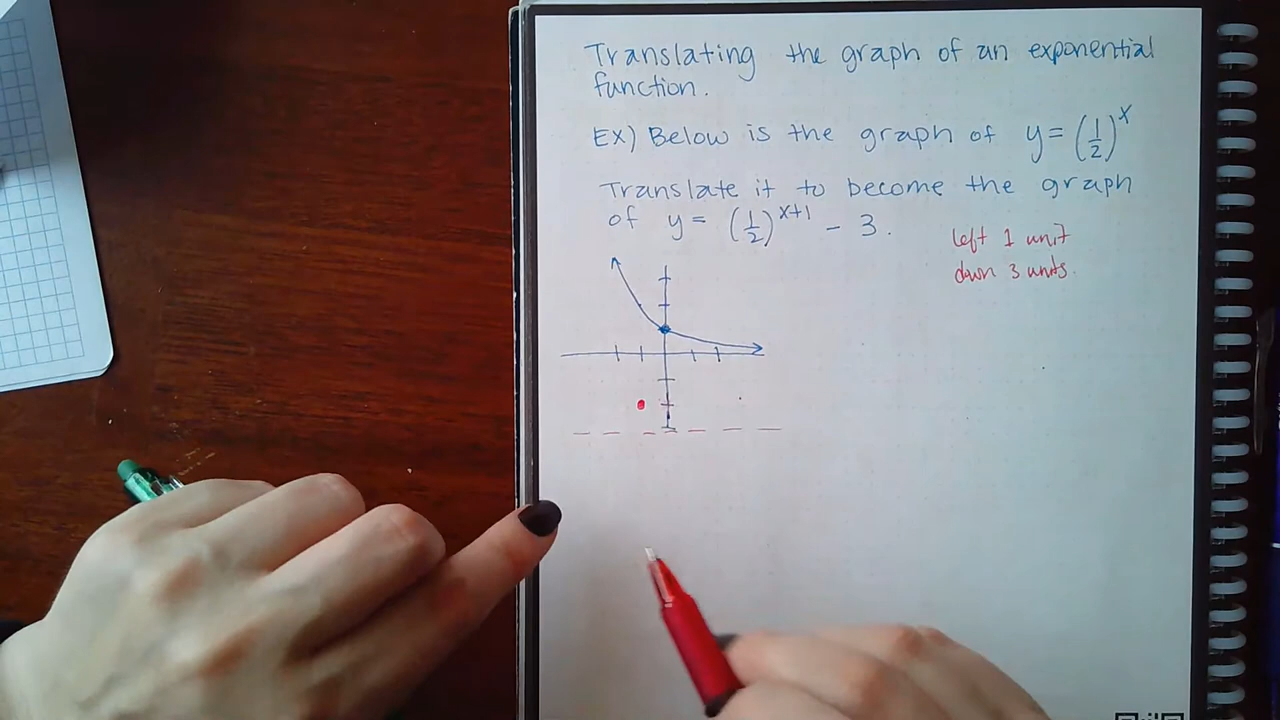 Translating the graph of an exponential
function.
EX) Below is the graph of y = (1/2)^x
Translate it to become the graph
of y = (1/2)^x+1 - 3.
left 1 unit
down 3 units.